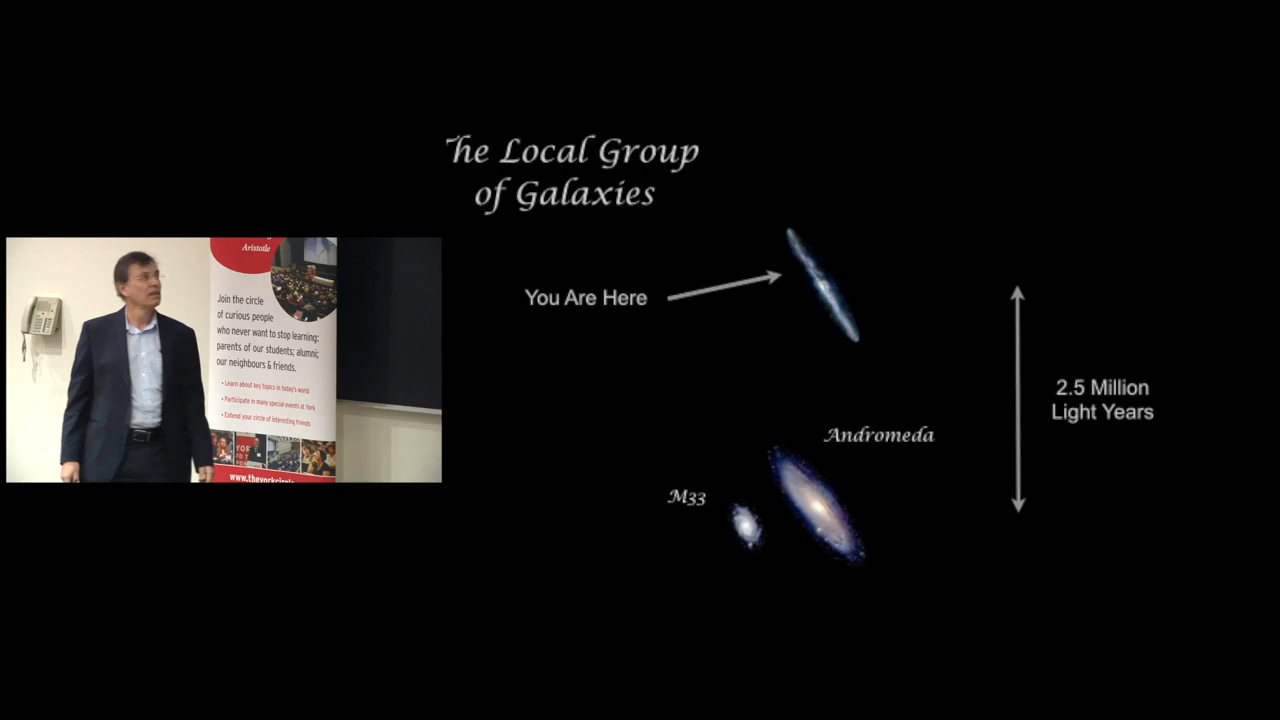 The Local Group
of Galaxies
You Are Here
2.5 Million
Light Years
Andromeda
M33
Aristotle
Join the circle
of curious people
who never want to stop learning:
parents of our students; alumni;
our neighbours & friends.
• Learn about key topics in today's world
• Participate in many special events at York
• Extend your circle of interesting friends